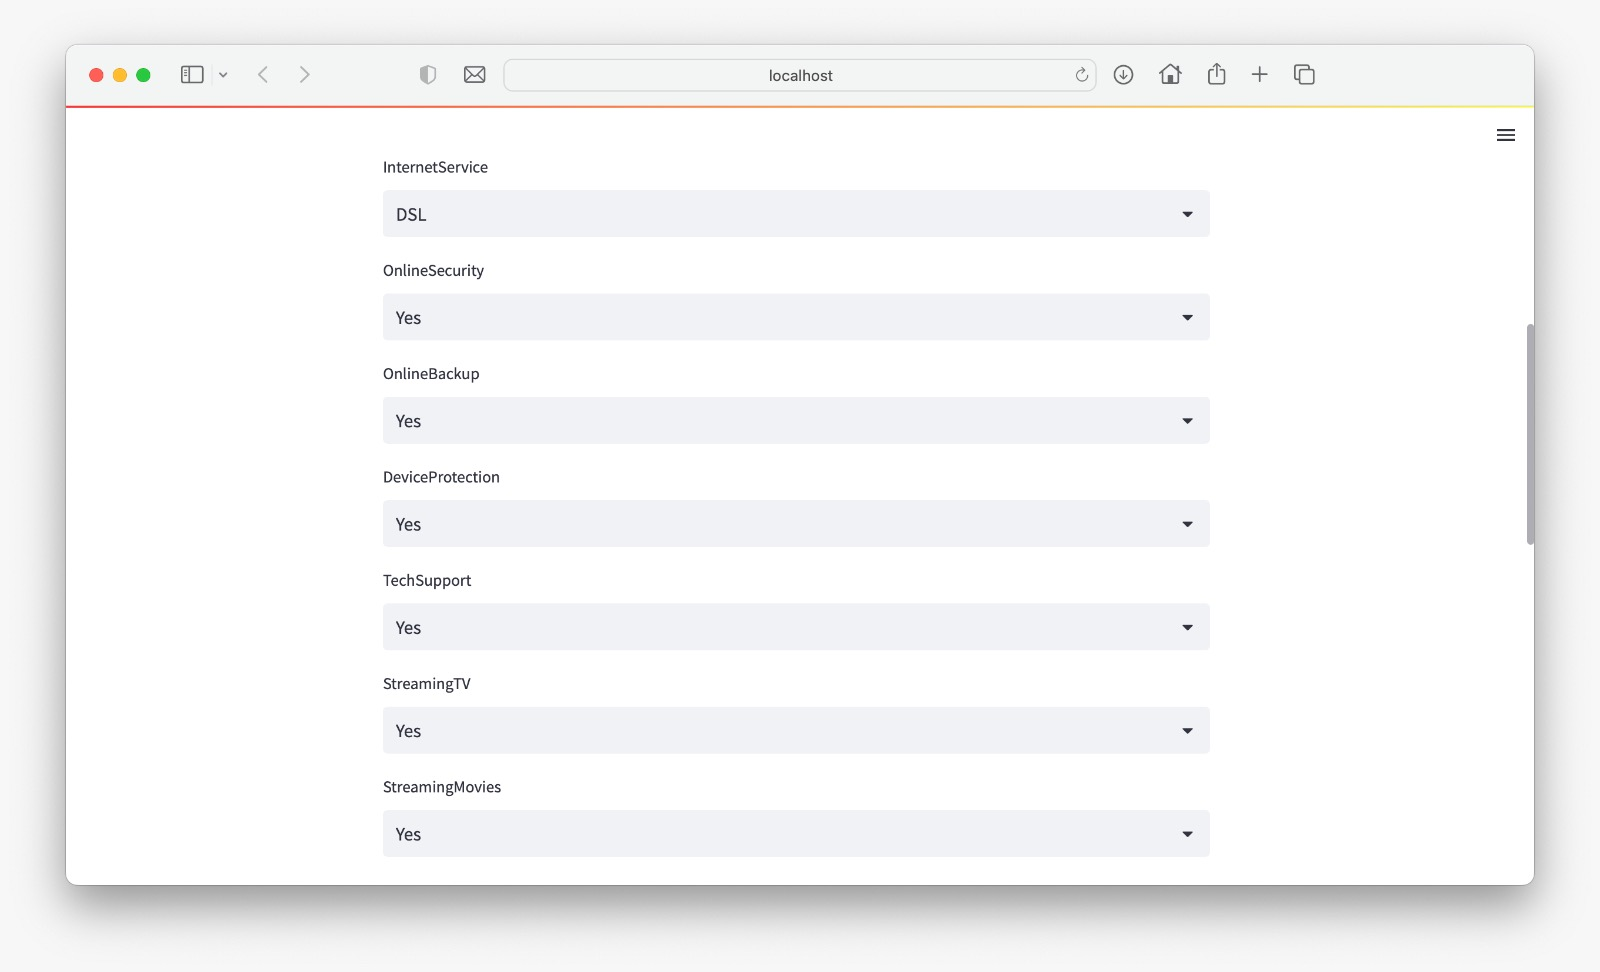 localhost
InternetService
DSL
OnlineSecurity
Yes
OnlineBackup
Yes
DeviceProtection
Yes
TechSupport
Yes
StreamingTV
Yes
StreamingMovies
Yes